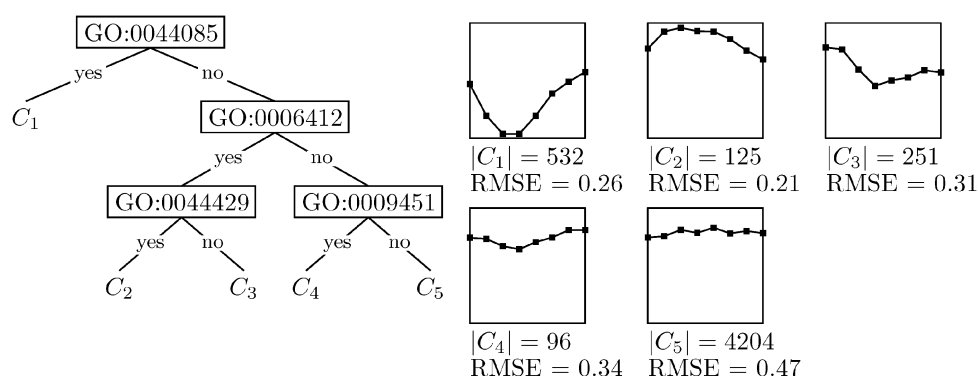 GO:0044085
yes no
C₁
GO:0006412
yes no
GO:0044429 GO:0009451
yes no yes no
C₂ C₃ C₄ C₅
|C₁| = 532
RMSE = 0.26
|C₂| = 125
RMSE = 0.21
|C₃| = 251
RMSE = 0.31
|C₄| = 96
RMSE = 0.34
|C₅| = 4204
RMSE = 0.47